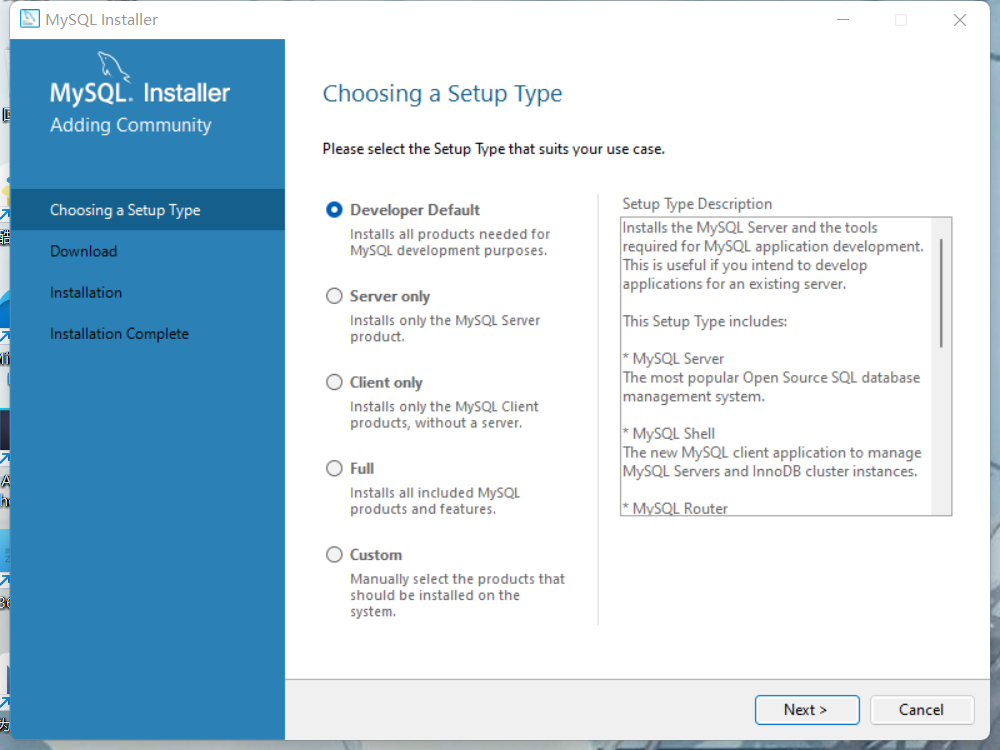 MySQL Installer
MySQL. Installer
Adding Community
Choosing a Setup Type
Download
Installation
Installation Complete
Choosing a Setup Type
Please select the Setup Type that suits your use case.
Developer Default
Installs all products needed for
MySQL development purposes.
Server only
Installs only the MySQL Server
product.
Client only
Installs only the MySQL Client
products, without a server.
Full
Installs all included MySQL
products and features.
Custom
Manually select the products that
should be installed on the
system.
Setup Type Description
Installs the MySQL Server and the tools
required for MySQL application development.
This is useful if you intend to develop
applications for an existing server.
This Setup Type includes:
* MySQL Server
The most popular Open Source SQL database
management system.
* MySQL Shell
The new MySQL client application to manage
MySQL Servers and InnoDB cluster instances.
* MySQL Router
Next >
Cancel